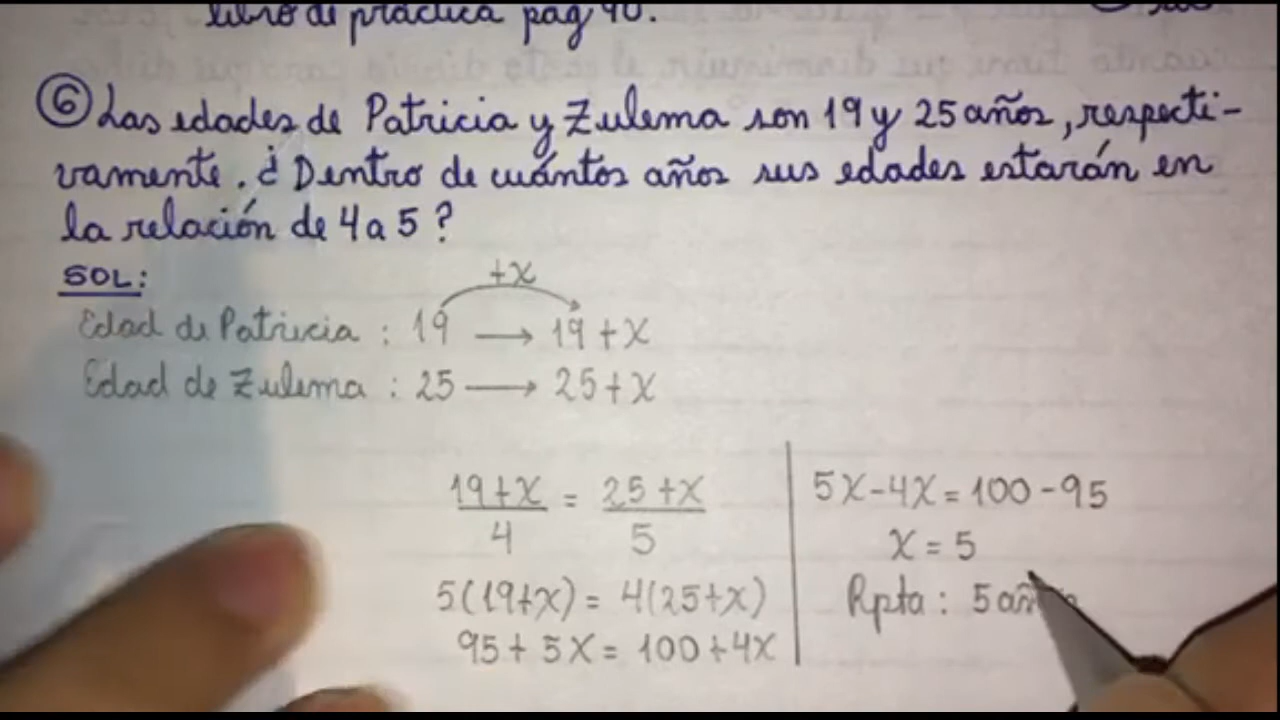 libro de práctica pag 40.
⑥ Las edades de Patricia y Zulema son 19 y 25 años, respecti-
vamente. ¿Dentro de cuántos años sus edades estarán en
la relación de 4 a 5?
SOL:
+X
Edad de Patricia : 19 → 19+X
Edad de Zulema : 25 → 25+X
19+X / 4 = 25+X / 5
5(19+X) = 4(25+X)
95+5X = 100+4X
5X-4X = 100-95
X = 5
Rpta : 5 años